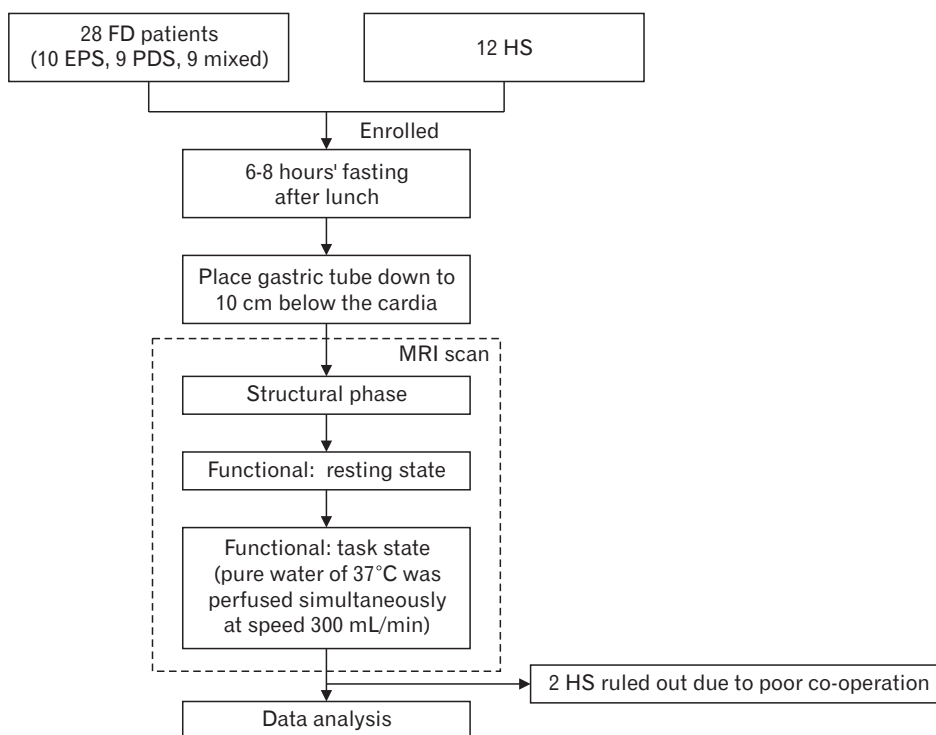 28 FD patients
(10 EPS, 9 PDS, 9 mixed)
12 HS
Enrolled
6-8 hours' fasting
after lunch
Place gastric tube down to
10 cm below the cardia
MRI scan
Structural phase
Functional: resting state
Functional: task state
(pure water of 37°C was
perfused simultaneously
at speed 300 mL/min)
2 HS ruled out due to poor co-operation
Data analysis